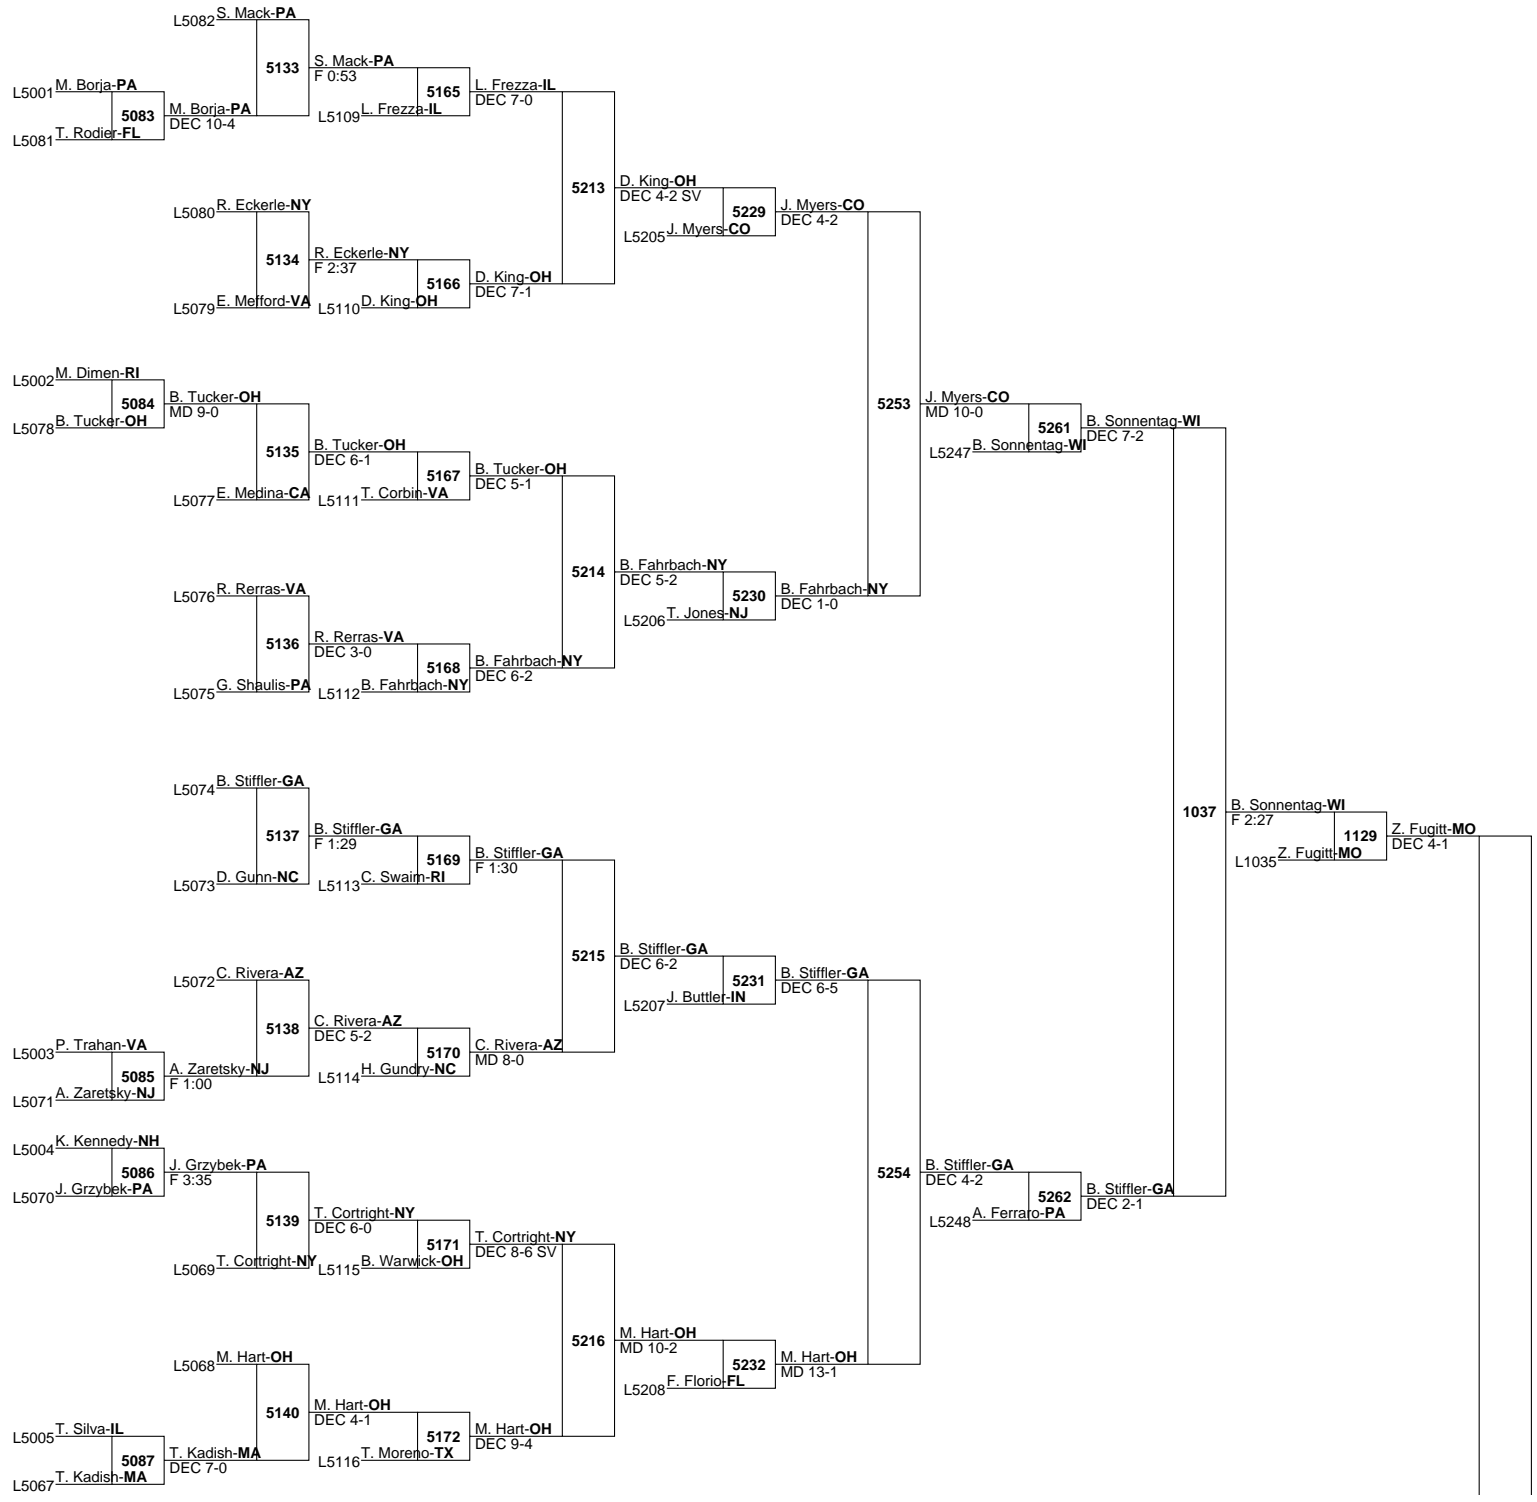 L5082 S. Mack-PA
5133
S. Mack-PA
F 0:53
L5001 M. Borja-PA
5083
M. Borja-PA
DEC 10-4
L5081 T. Rodier-FL
5165
L5109 L. Frezza-IL
L. Frezza-IL
DEC 7-0
5213
D. King-OH
DEC 4-2 SV
L5080 R. Eckerle-NY
5134
R. Eckerle-NY
F 2:37
L5079 E. Mefford-VA
5166
L5110 D. King-OH
D. King-OH
DEC 7-1
5229
L5205 J. Myers-CO
J. Myers-CO
DEC 4-2
L5002 M. Dimen-RI
5084
B. Tucker-OH
MD 9-0
L5078 B. Tucker-OH
5135
B. Tucker-OH
DEC 6-1
L5077 E. Medina-CA
5167
L5111 T. Corbin-VA
B. Tucker-OH
DEC 5-1
5253
J. Myers-CO
MD 10-0
5261
L5247 B. Sonnentag-WI
B. Sonnentag-WI
DEC 7-2
5214
B. Fahrbach-NY
DEC 5-2
5230
L5206 T. Jones-NJ
B. Fahrbach-NY
DEC 1-0
L5076 R. Rerras-VA
5136
R. Rerras-VA
DEC 3-0
L5075 G. Shaulis-PA
5168
L5112 B. Fahrbach-NY
B. Fahrbach-NY
DEC 6-2
L5074 B. Stiffler-GA
5137
B. Stiffler-GA
F 1:29
L5073 D. Gunn-NC
5169
L5113 C. Swaim-RI
B. Stiffler-GA
F 1:30
1037
B. Sonnentag-WI
F 2:27
1129
L1035 Z. Fugitt-MO
Z. Fugitt-MO
DEC 4-1
5215
B. Stiffler-GA
DEC 6-2
5231
L5207 J. Buttler-IN
B. Stiffler-GA
DEC 6-5
L5072 C. Rivera-AZ
5138
C. Rivera-AZ
DEC 5-2
L5003 P. Trahan-VA
5085
A. Zaretsky-NJ
F 1:00
L5071 A. Zaretsky-NJ
5170
L5114 H. Gundry-NC
C. Rivera-AZ
MD 8-0
L5004 K. Kennedy-NH
5086
J. Grzybek-PA
F 3:35
L5070 J. Grzybek-PA
5139
T. Cortright-NY
DEC 6-0
L5069 T. Cortright-NY
5171
L5115 B. Warwick-OH
T. Cortright-NY
DEC 8-6 SV
5254
B. Stiffler-GA
DEC 4-2
5262
L5248 A. Ferraro-PA
B. Stiffler-GA
DEC 2-1
5216
M. Hart-OH
MD 10-2
5232
L5208 F. Florio-FL
M. Hart-OH
MD 13-1
L5068 M. Hart-OH
5140
M. Hart-OH
DEC 4-1
L5005 T. Silva-IL
5087
T. Kadish-MA
DEC 7-0
L5067 T. Kadish-MA
5172
L5116 T. Moreno-TX
M. Hart-OH
DEC 9-4